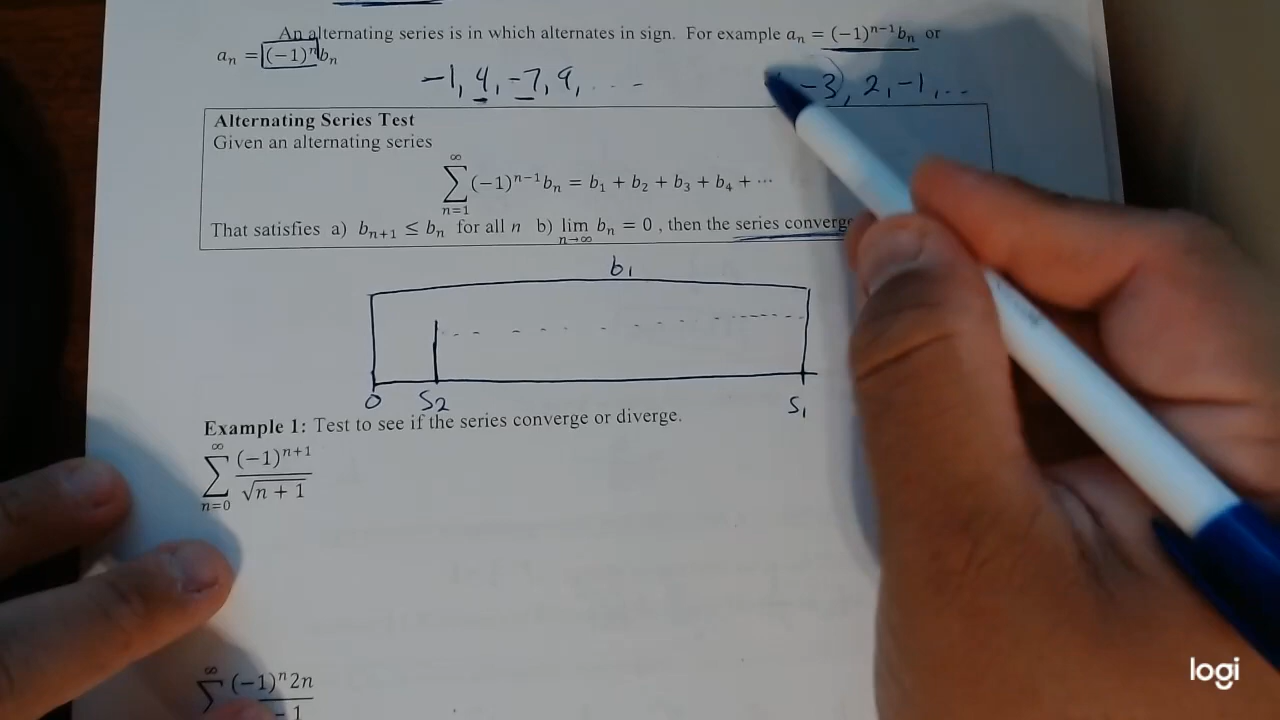 An alternating series is in which alternates in sign. For example aₙ = (−1)ⁿ⁻¹bₙ or
aₙ = (−1)ⁿbₙ
−1, 4, −7, 9, . . . −3), 2, −1, . .
Alternating Series Test
Given an alternating series
∞
∑ (−1)ⁿ⁻¹bₙ = b₁ + b₂ + b₃ + b₄ + ⋯
n=1
That satisfies a) bₙ₊₁ ≤ bₙ for all n b) lim bₙ = 0 , then the series converge
n→∞
b₁
0 S2 S₁
Example 1: Test to see if the series converge or diverge.
∞
∑ (−1)ⁿ⁺¹
√n + 1
n=0
∞
∑ (−1)ⁿ2n
− 1
logi